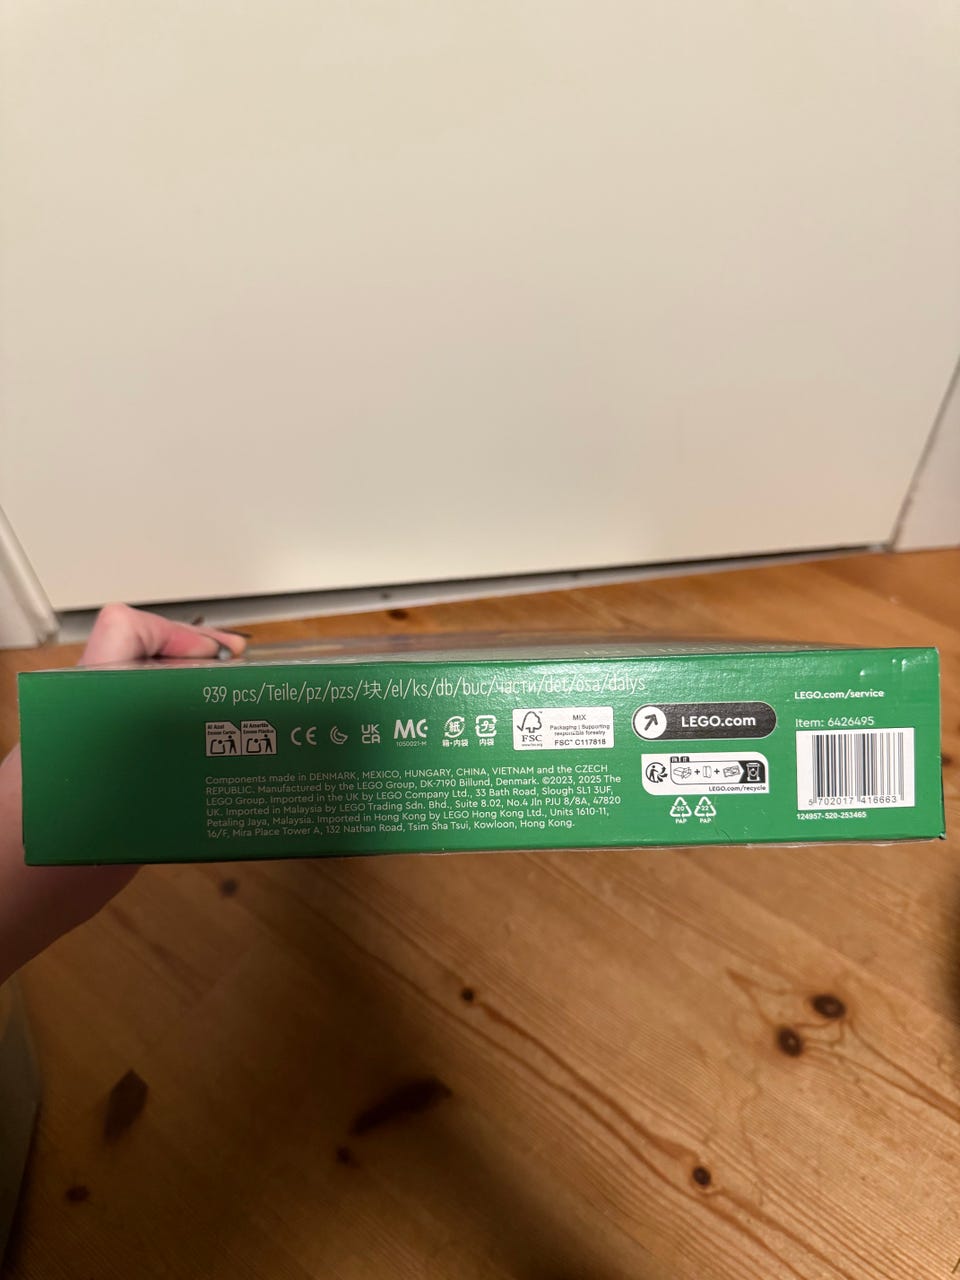 939 pcs/Teile/pz/pzs/块/el/ks/db/buc/части/det/osa/dalys
LEGO.com/service
Al Azul
Envase Cartón
Al Amarillo
Envase Plástico
CE
UK
CA
MC
1050021-M
紙
箱・内袋
プラ
内袋
FSC
www.fsc.org
MIX
Packaging | Supporting
responsible forestry
FSC® C117818
LEGO.com
Item: 6426495
FR
LEGO.com/recycle
20
PAP
22
PAP
5 702017 416663
124957-520-253465
Components made in DENMARK, MEXICO, HUNGARY, CHINA, VIETNAM and the CZECH
REPUBLIC. Manufactured by the LEGO Group, DK-7190 Billund, Denmark. ©2023, 2025 The
LEGO Group. Imported in the UK by LEGO Company Ltd., 33 Bath Road, Slough SL1 3UF,
UK. Imported in Malaysia by LEGO Trading Sdn. Bhd., Suite 8.02, No.4 Jln PJU 8/8A, 47820
Petaling Jaya, Malaysia. Imported in Hong Kong by LEGO Hong Kong Ltd., Units 1610-11,
16/F, Mira Place Tower A, 132 Nathan Road, Tsim Sha Tsui, Kowloon, Hong Kong.